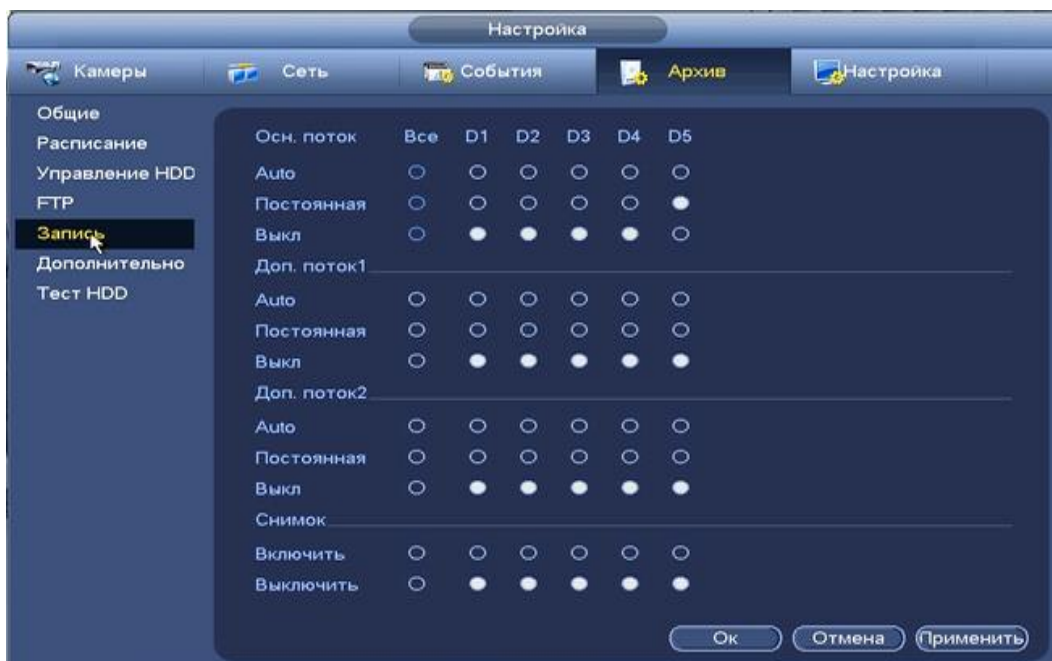 Настройка
Камеры Сеть События Архив Настройка
Общие
Расписание
Управление HDD
FTP
Запись
Дополнительно
Тест HDD
Осн. поток Все D1 D2 D3 D4 D5
Auto
Постоянная
Выкл
Доп. поток1
Auto
Постоянная
Выкл
Доп. поток2
Auto
Постоянная
Выкл
Снимок
Включить
Выключить
Ок Отмена Применить